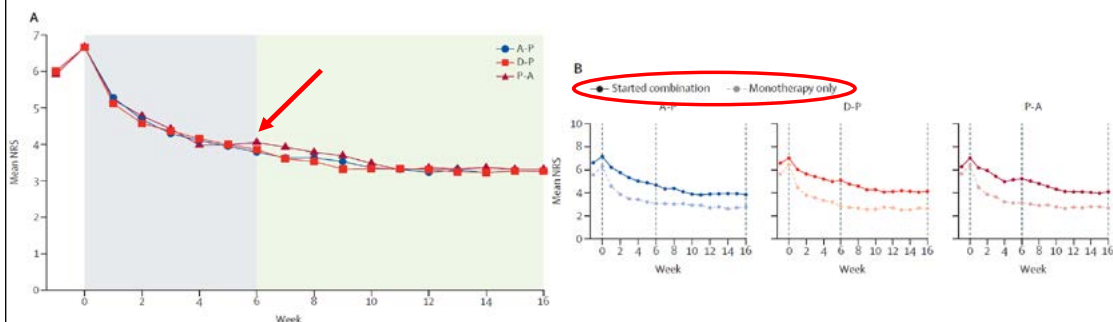 A
7
6
5
4
3
2
1
0
Mean NRS
0 2 4 6 8 10 12 14 16
Week
A-P
D-P
P-A
B
Started combination Monotherapy only
A-P D-P P-A
10
8
6
4
2
0
Mean NRS
0 2 4 6 8 10 12 14 16 0 2 4 6 8 10 12 14 16 0 2 4 6 8 10 12 14 16
Week Week Week